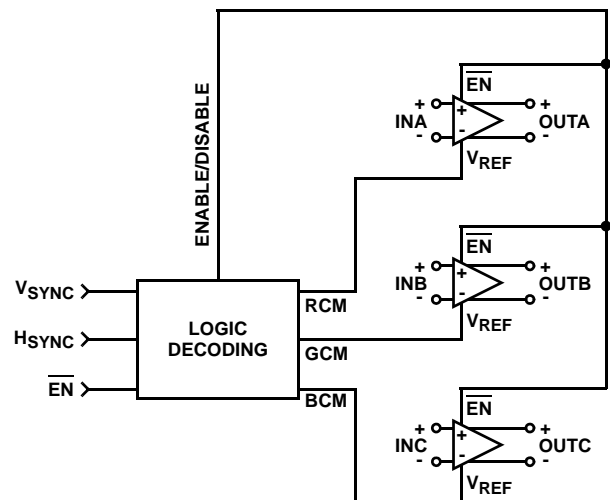 ENABLE/DISABLE
EN
+ +
INA + OUTA
- - -
VREF
EN
+ +
VSYNC INB + OUTB
- - -
RCM VREF
HSYNC LOGIC
DECODING
GCM
EN BCM EN
+ +
INC + OUTC
- - -
VREF